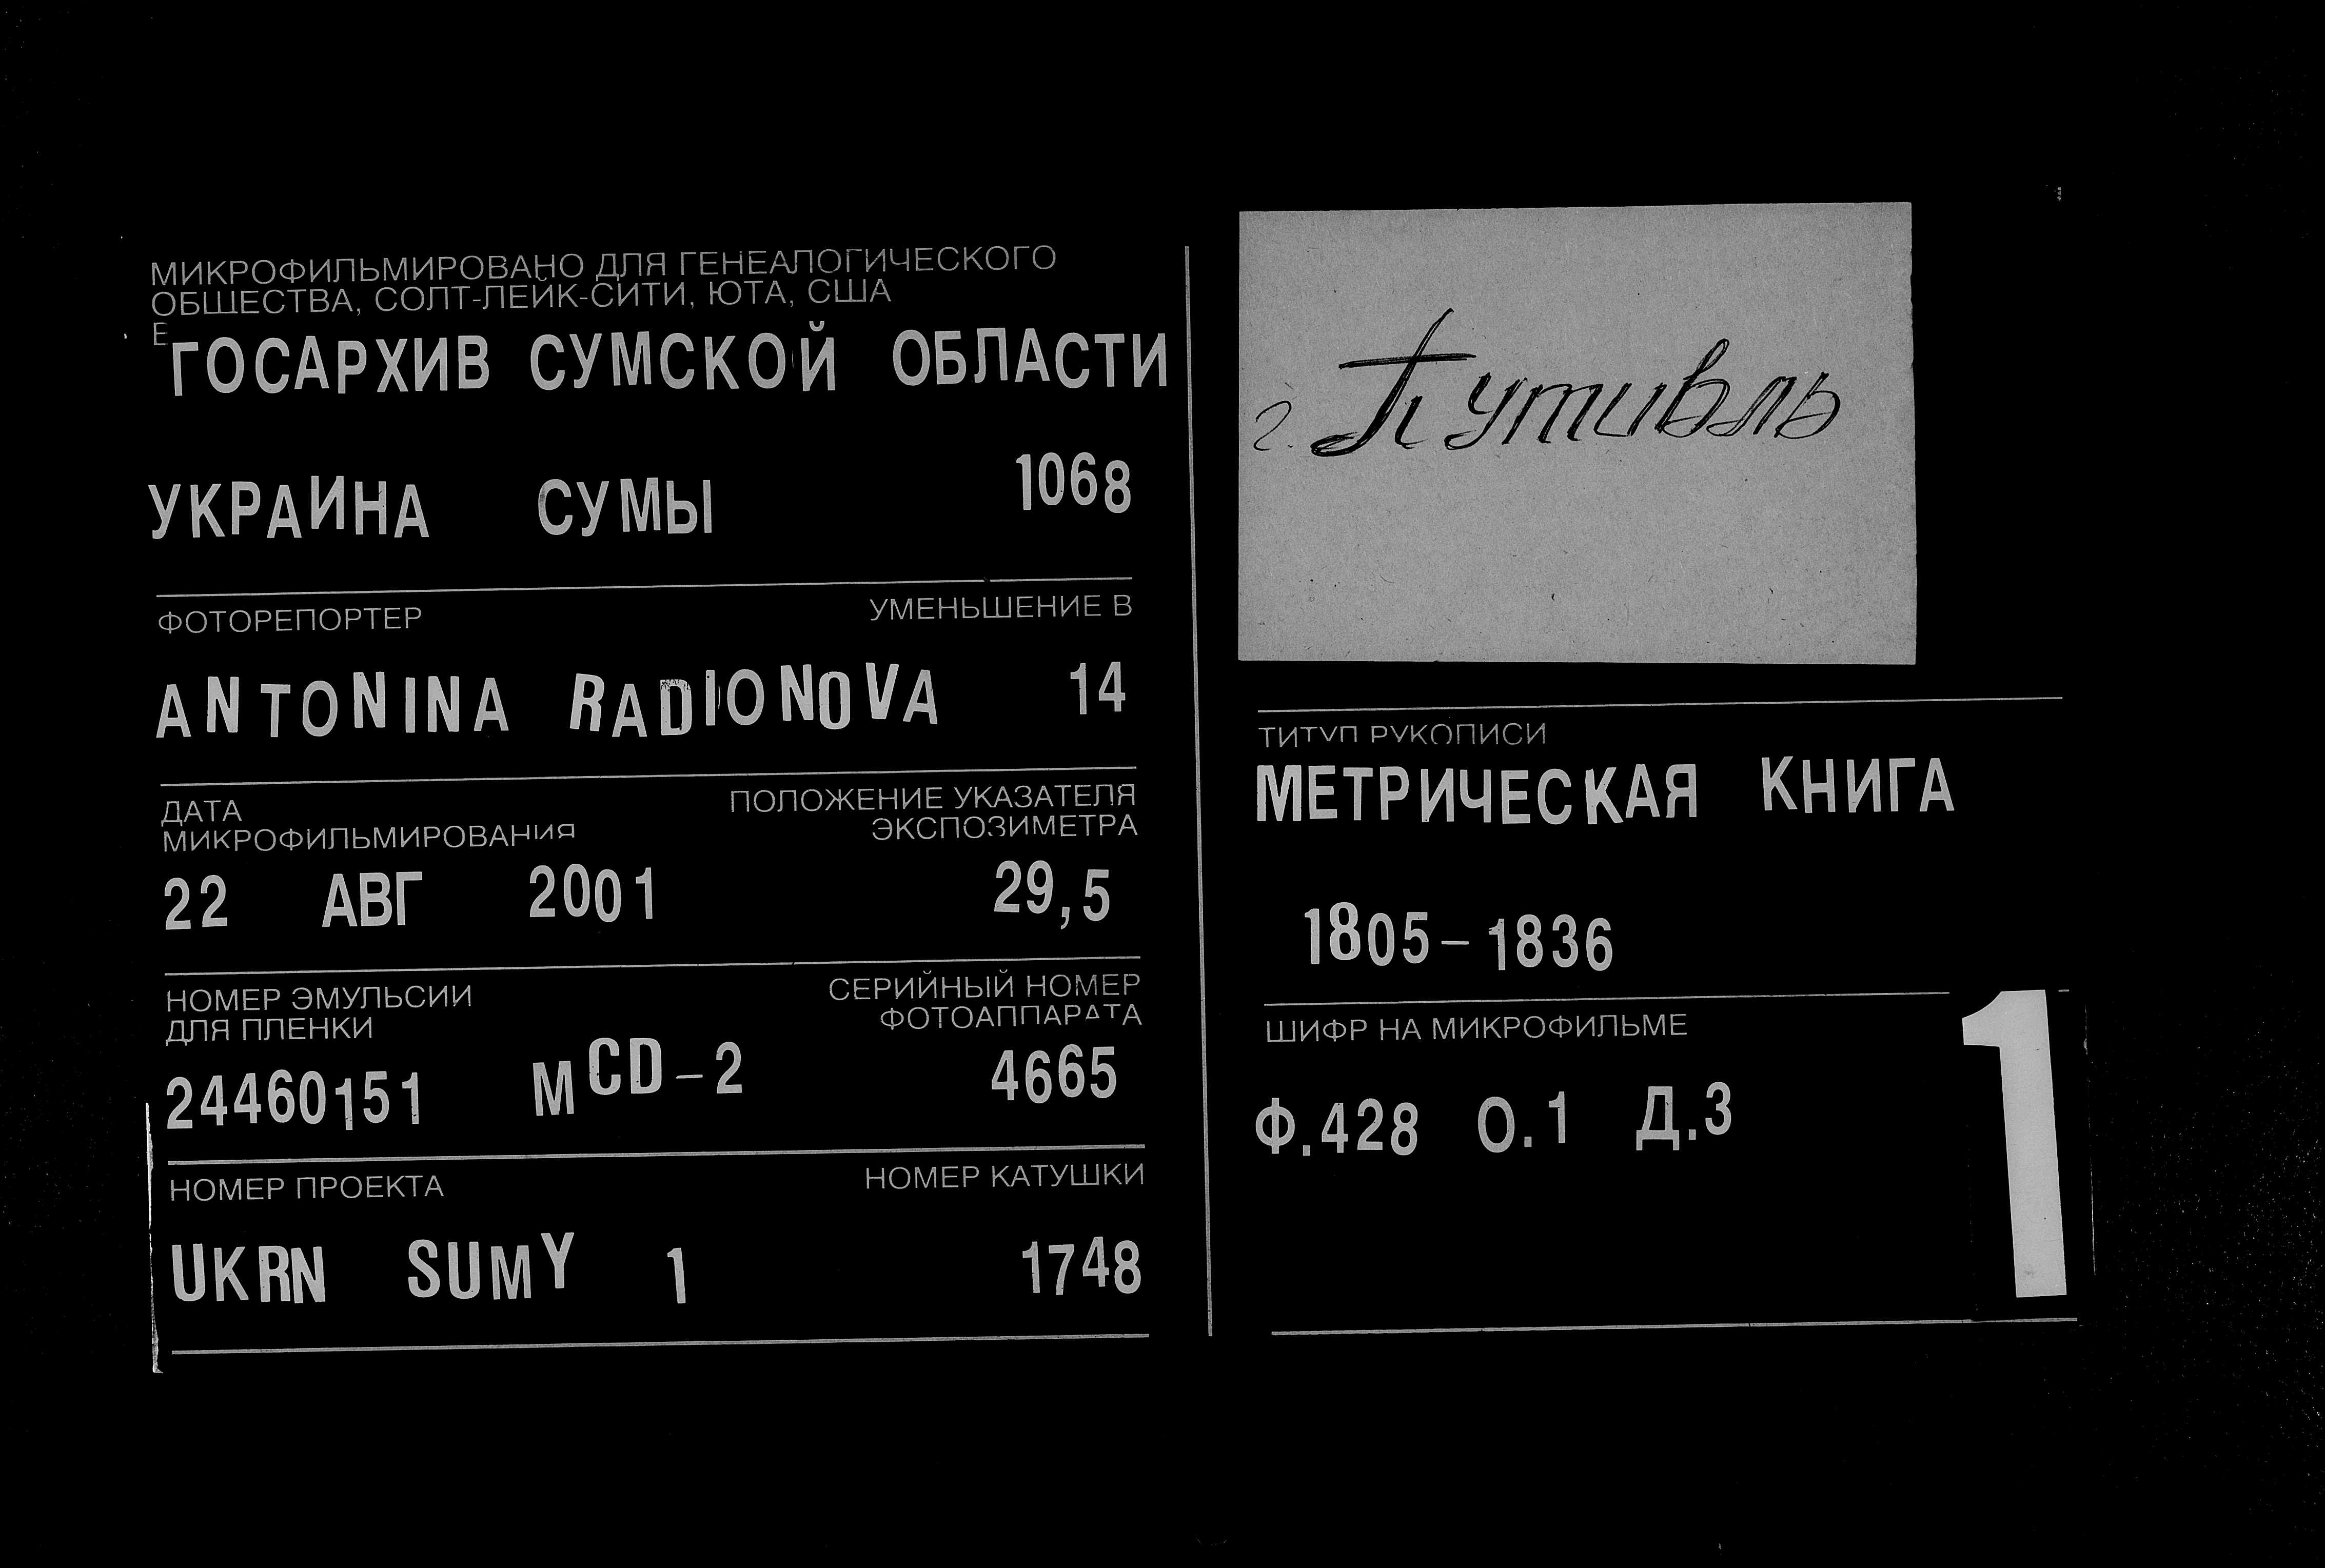 МИКРОФИЛЬМИРОВАНО ДЛЯ ГЕНЕАЛОГИЧЕСКОГО
ОБЩЕСТВА, СОЛТ-ЛЕЙК-СИТИ, ЮТА, США
Е
ГОСАРХИВ СУМСКОЙ ОБЛАСТИ
УКРАИНА СУМЫ 1068
ФОТОРЕПОРТЕР УМЕНЬШЕНИЕ В
ANTONINA RADIONOVA 14
ДАТА
МИКРОФИЛЬМИРОВАНИЯ
ПОЛОЖЕНИЕ УКАЗАТЕЛЯ
ЭКСПОЗИМЕТРА
22 АВГ 2001 29,5
НОМЕР ЭМУЛЬСИИ
ДЛЯ ПЛЕНКИ
СЕРИЙНЫЙ НОМЕР
ФОТОАППАРАТА
24460151 MCD-2 4665
НОМЕР ПРОЕКТА НОМЕР КАТУШКИ
UKRN SUMY 1 1748
г. Путивль
ТИТУЛ РУКОПИСИ
МЕТРИЧЕСКАЯ КНИГА
1805-1836
ШИФР НА МИКРОФИЛЬМЕ
Ф.428 О.1 Д.3
1